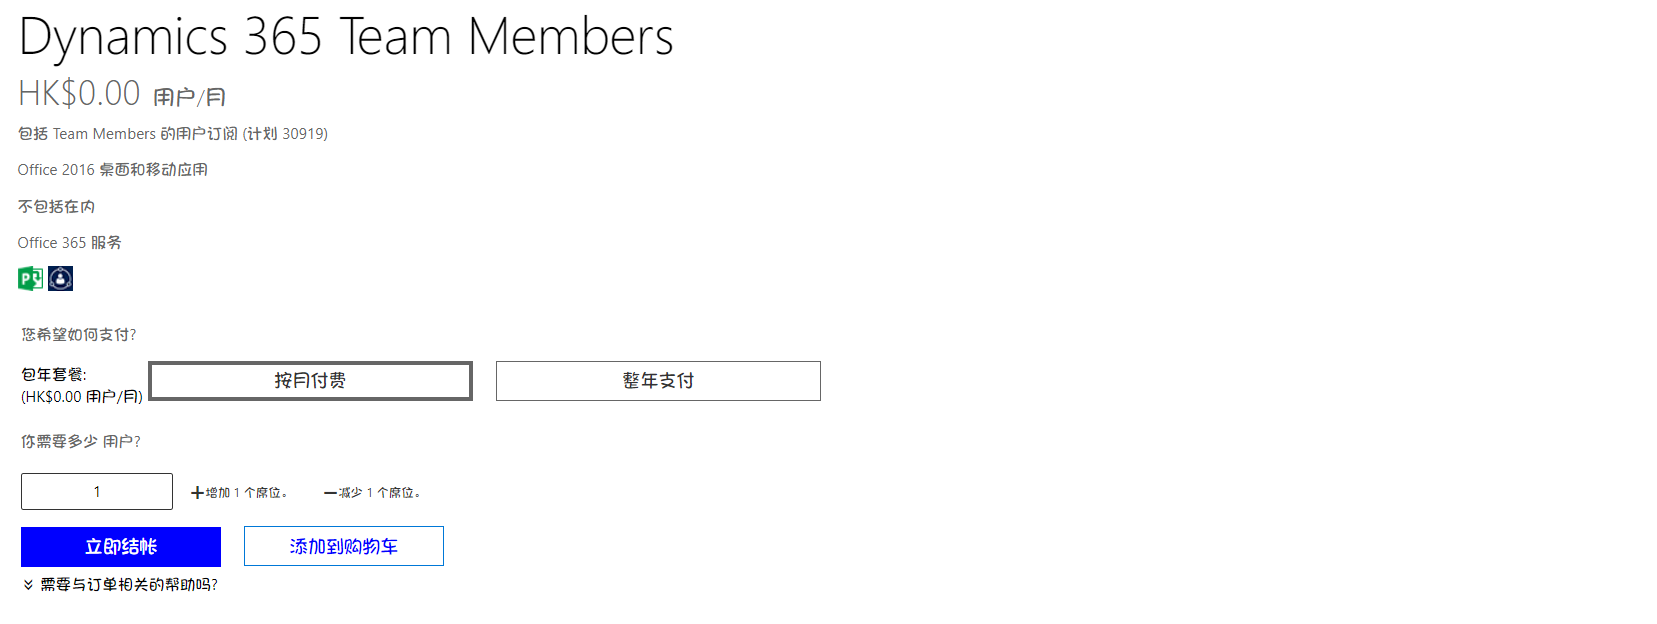 Dynamics 365 Team Members
HK$0.00 用户/月
包括 Team Members 的用户订阅 (计划 30919)
Office 2016 桌面和移动应用
不包括在内
Office 365 服务
您希望如何支付?
包年套餐:
(HK$0.00 用户/月)
按月付费
整年支付
你需要多少 用户?
1
+增加 1 个席位。
—减少 1 个席位。
立即结帐
添加到购物车
需要与订单相关的帮助吗?